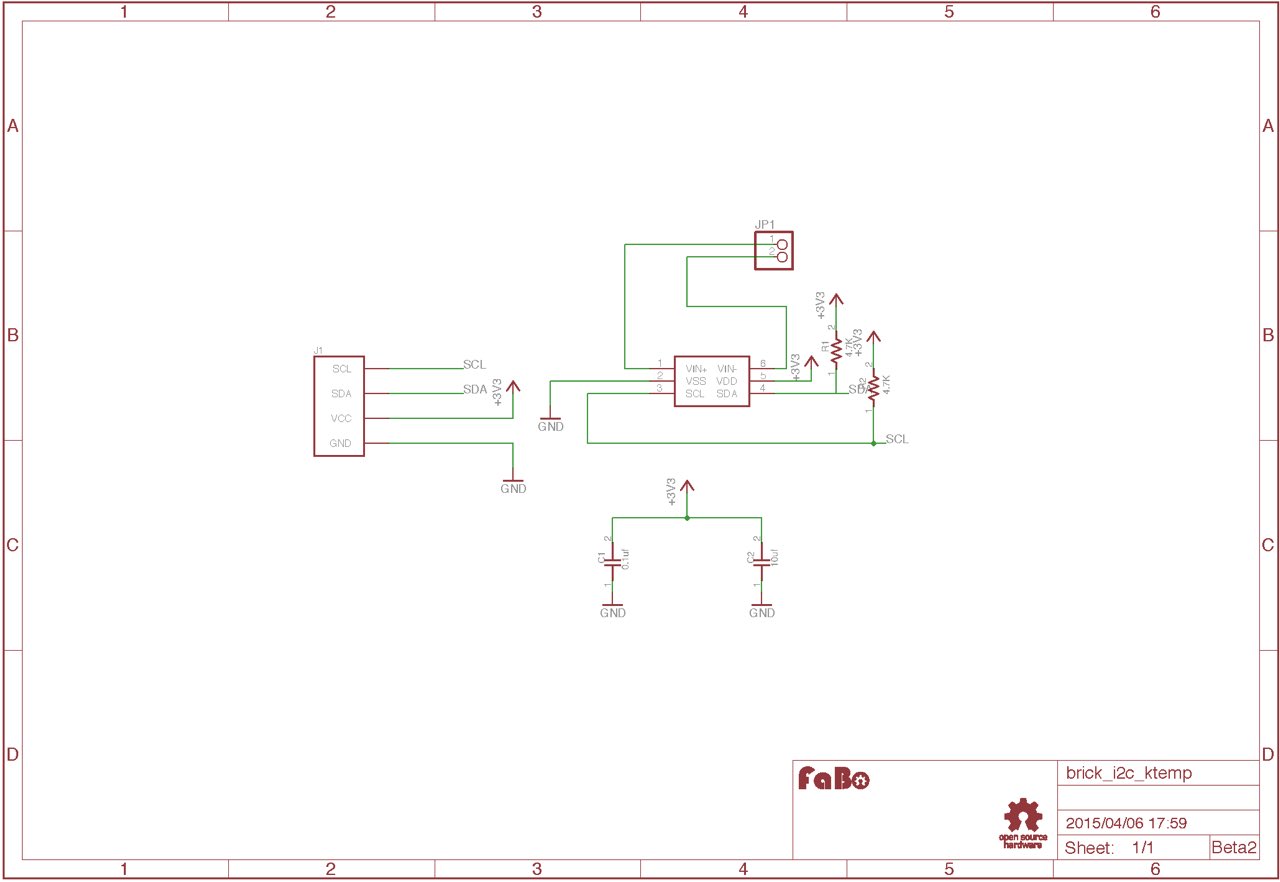 1 2 3 4 5 6
A A
JP1
1
2
+3V3
2
R1
4.7K
1
+3V3
2
R2
4.7K
1
B B
J1
SCL SCL
SDA SDA
+3V3
VCC
GND
GND
1 VIN+ VIN- 6
2 VSS VDD 5
3 SCL SDA 4
+3V3
SDA
GND
SCL
+3V3
C C
2
C1
0.1uf
1
GND
2
C2
10uf
1
GND
D D
FaBo
open source
hardware
brick_i2c_ktemp
2015/04/06 17:59
Sheet: 1/1
Beta2
1 2 3 4 5 6